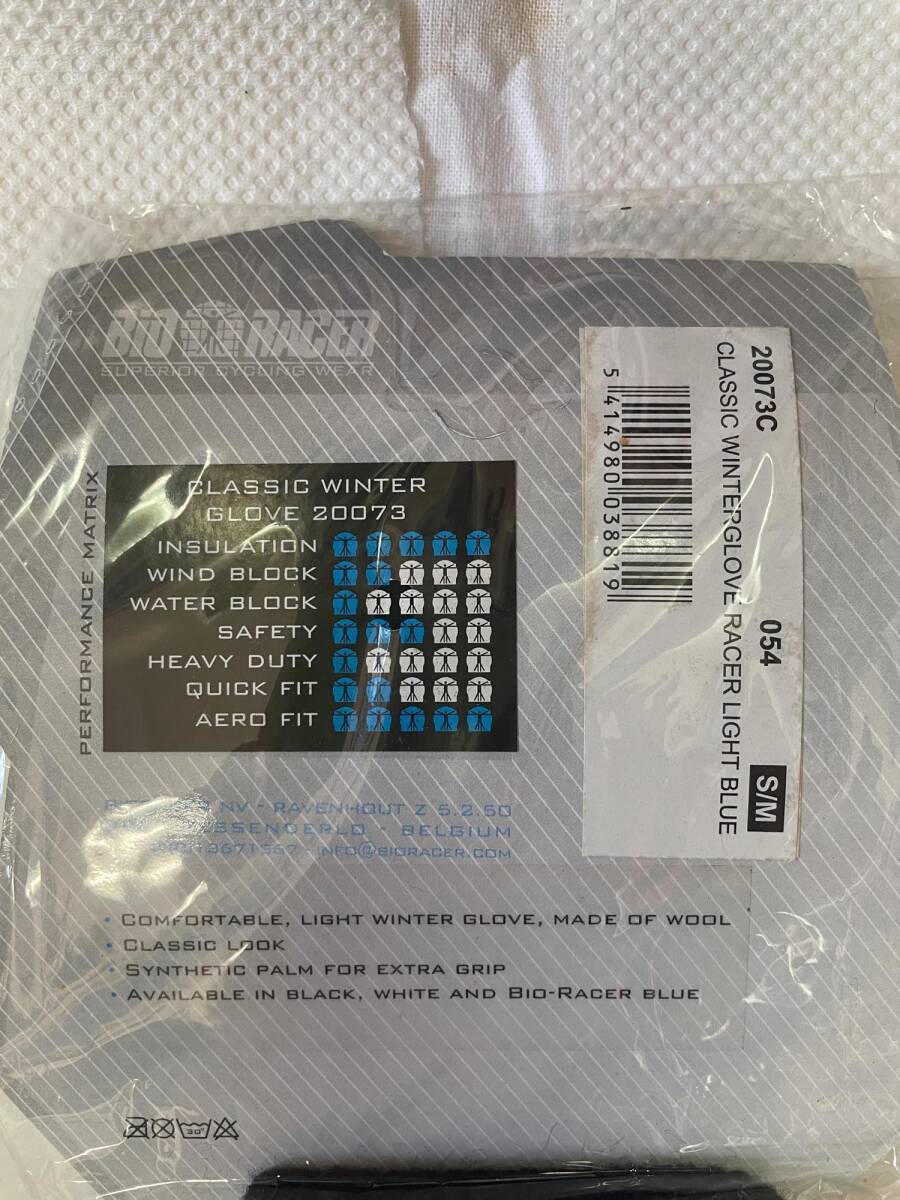 BIO RACER
SUPERIOR CYCLING WEAR
PERFORMANCE MATRIX
CLASSIC WINTER
GLOVE 20073
INSULATION
WIND BLOCK
WATER BLOCK
SAFETY
HEAVY DUTY
QUICK FIT
AERO FIT
20073C 054 S/M
CLASSIC WINTERGLOVE RACER LIGHT BLUE
5 414980 038819
NV - RAVENHOUT Z 5.2.50
- BELGIUM
- INFO@BIORACER.COM
• COMFORTABLE, LIGHT WINTER GLOVE, MADE OF WOOL
• CLASSIC LOOK
• SYNTHETIC PALM FOR EXTRA GRIP
• AVAILABLE IN BLACK, WHITE AND BIO-RACER BLUE
30°